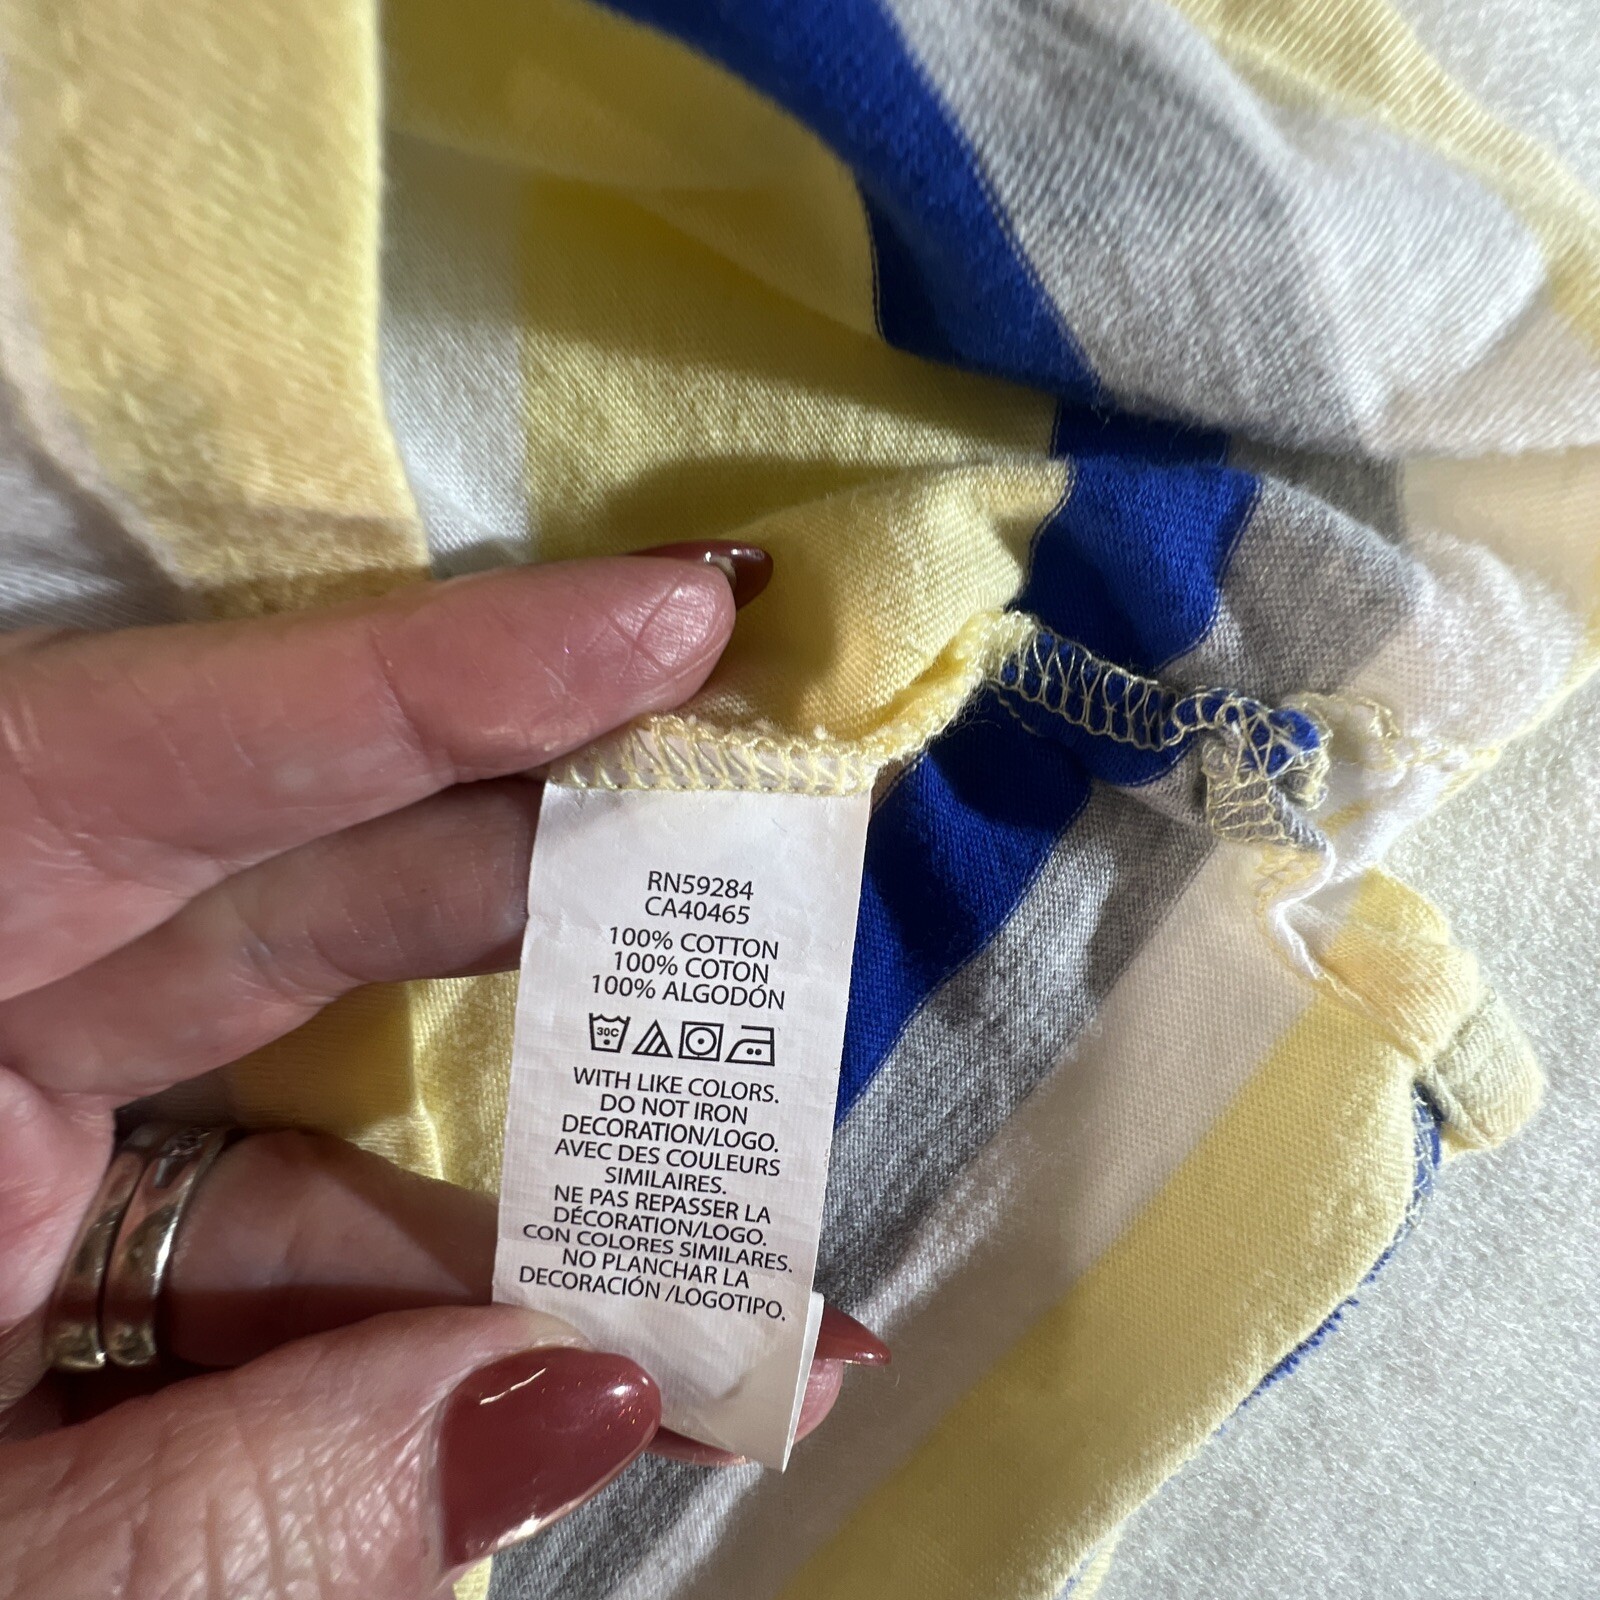 RN59284
CA40465
100% COTTON
100% COTON
100% ALGODÓN
30C
WITH LIKE COLORS.
DO NOT IRON
DECORATION/LOGO.
AVEC DES COULEURS
SIMILAIRES.
NE PAS REPASSER LA
DÉCORATION/LOGO.
CON COLORES SIMILARES.
NO PLANCHAR LA
DECORACIÓN /LOGOTIPO.